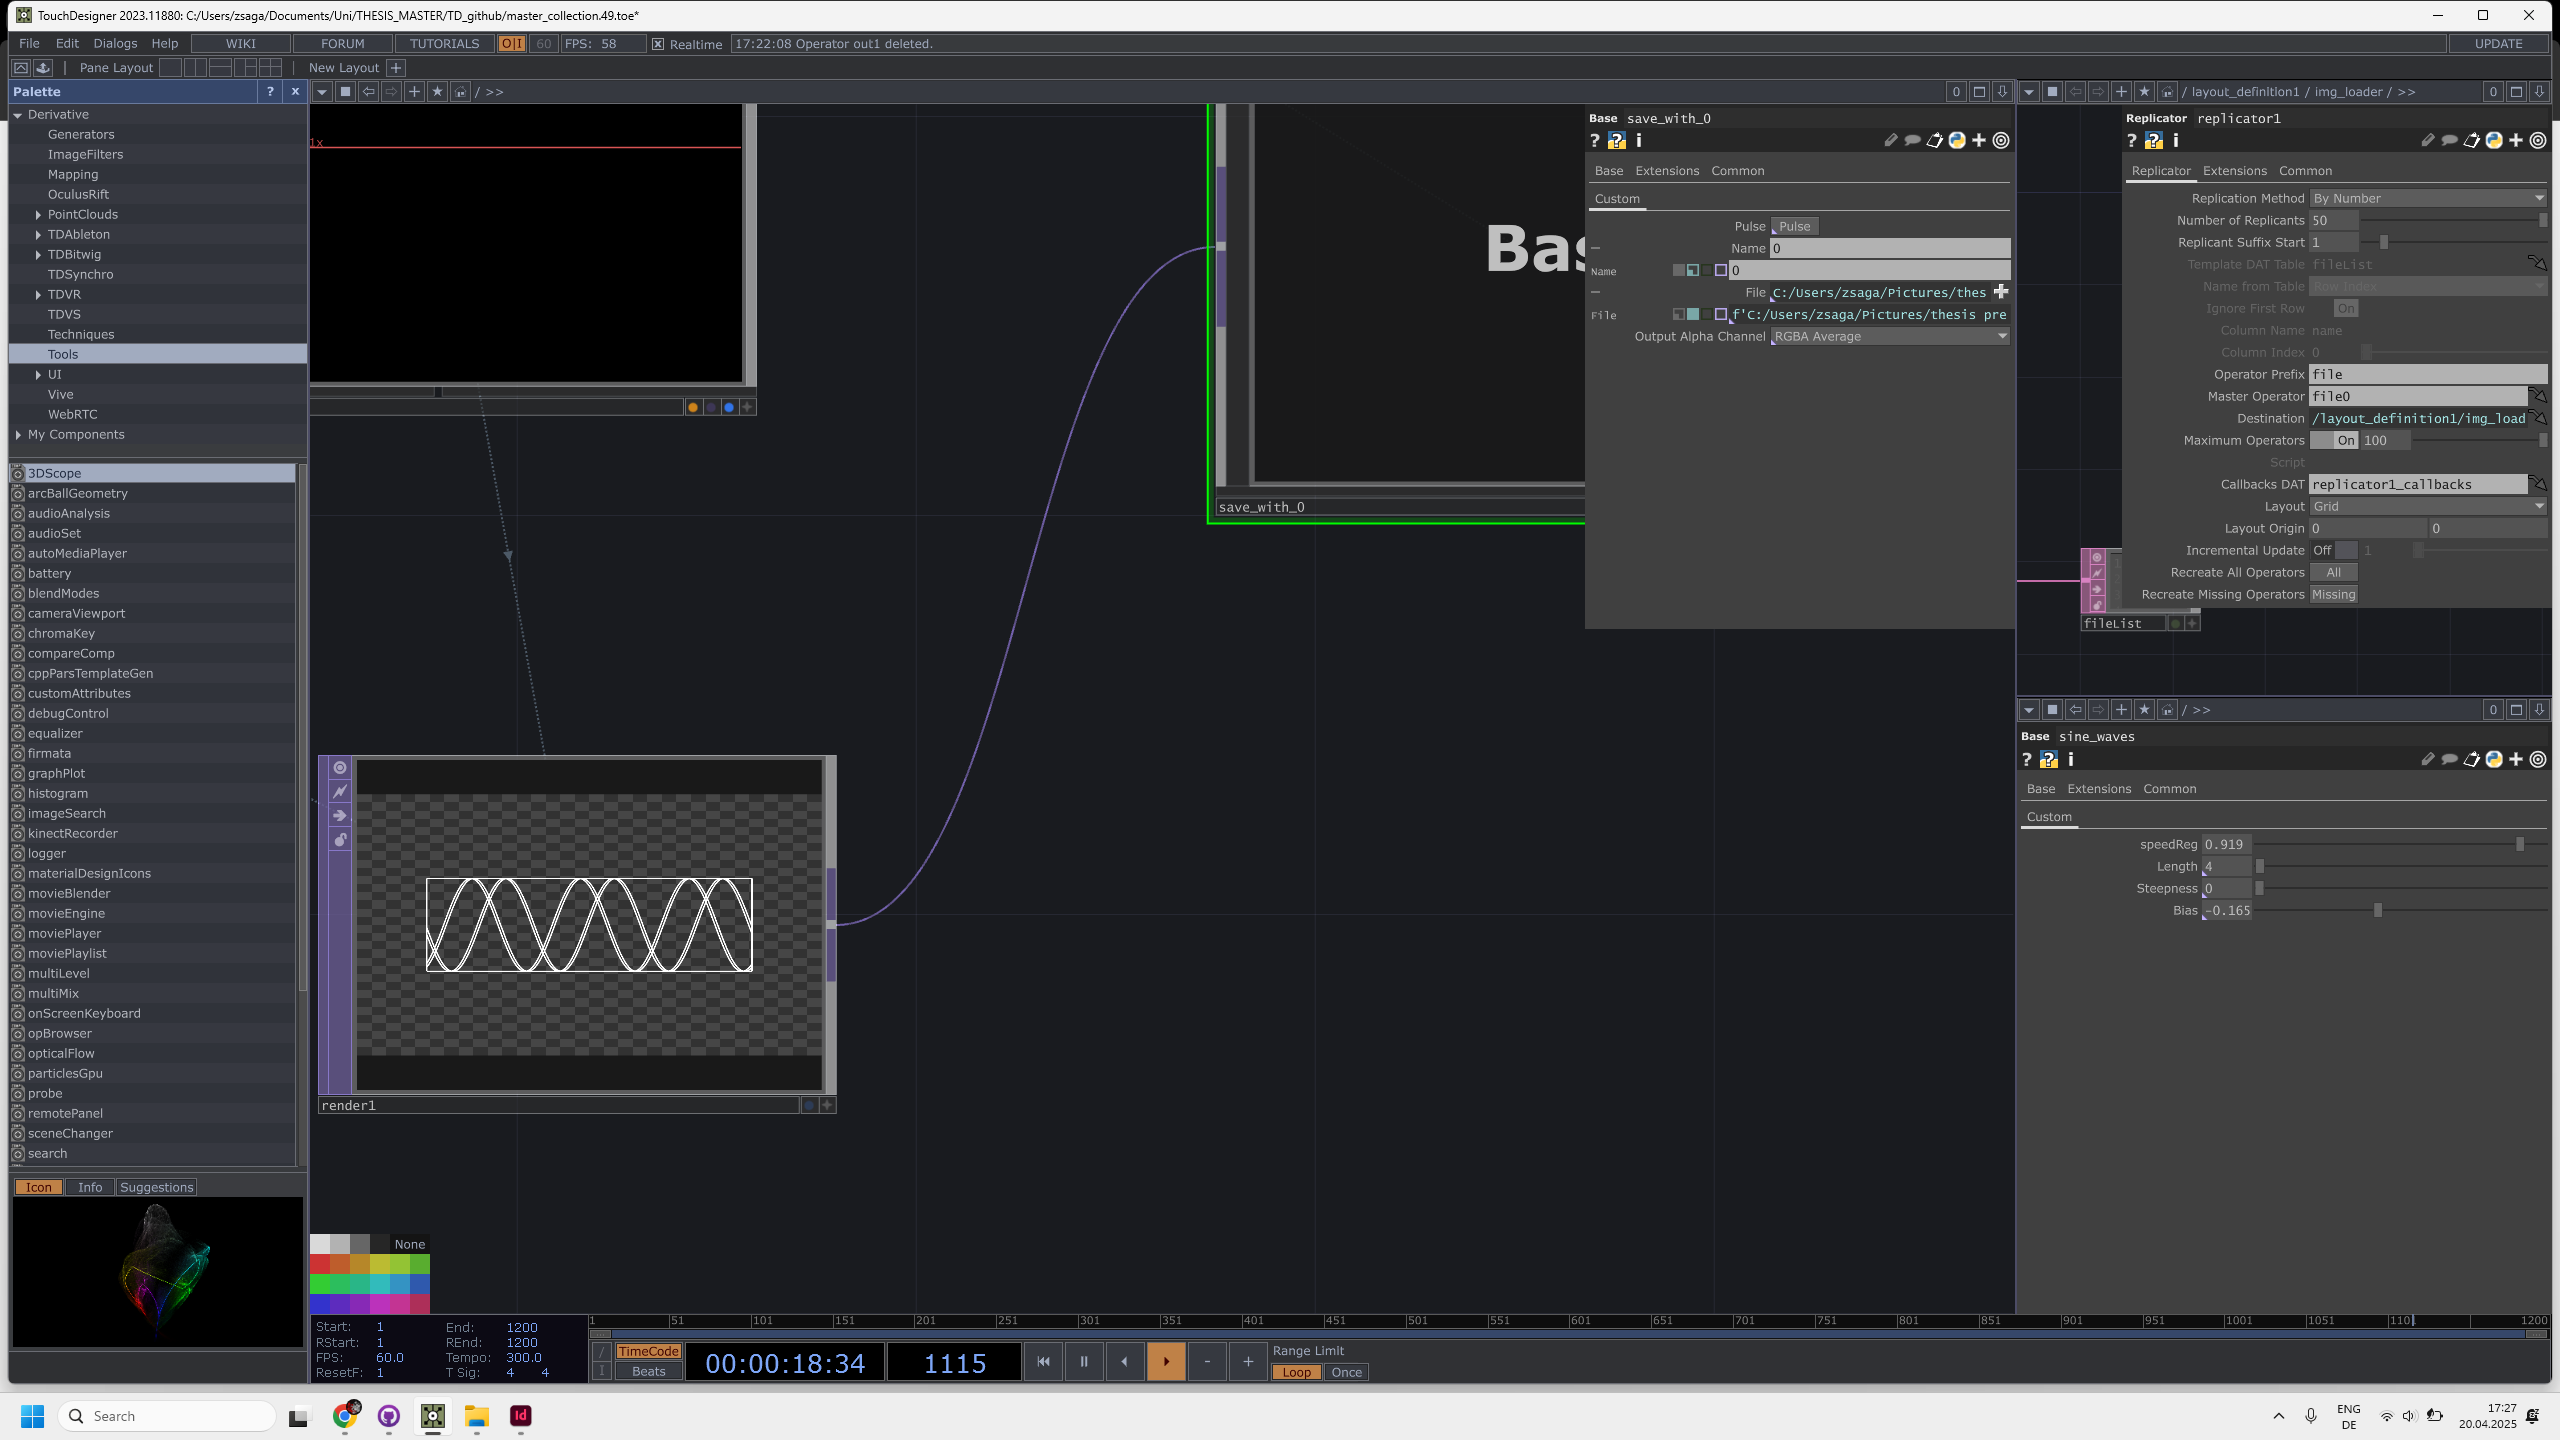 TouchDesigner 2023.11880: C:/Users/zsaga/Documents/Uni/THESIS_MASTER/TD_github/master_collection.49.toe*
File Edit Dialogs Help WIKI FORUM TUTORIALS O|I 60 FPS: 58 Realtime 17:22:08 Operator out1 deleted. UPDATE
Pane Layout New Layout
Palette ? x
/ >> 0
/ layout_definition1 / img_loader / >> 0
Derivative
Generators
ImageFilters
Mapping
OculusRift
PointClouds
TDAbleton
TDBitwig
TDSynchro
TDVR
TDVS
Techniques
Tools
UI
Vive
WebRTC
My Components
3DScope
arcBallGeometry
audioAnalysis
audioSet
autoMediaPlayer
battery
blendModes
cameraViewport
chromaKey
compareComp
cppParsTemplateGen
customAttributes
debugControl
equalizer
firmata
graphPlot
histogram
imageSearch
kinectRecorder
logger
materialDesignIcons
movieBlender
movieEngine
moviePlayer
moviePlaylist
multiLevel
multiMix
onScreenKeyboard
opBrowser
opticalFlow
particlesGpu
probe
remotePanel
sceneChanger
search
Icon Info Suggestions
save_with_0
render1
None
Base save_with_0
? ? i
Base Extensions Common
Custom
Pulse Pulse
Name 0
Name 0
File C:/Users/zsaga/Pictures/thes
File f'C:/Users/zsaga/Pictures/thesis pre
Output Alpha Channel RGBA Average
Replicator replicator1
? ? i
Replicator Extensions Common
Replication Method By Number
Number of Replicants 50
Replicant Suffix Start 1
Template DAT Table fileList
Name from Table Row Index
Ignore First Row On
Column Name name
Column Index 0
Operator Prefix file
Master Operator file0
Destination /layout_definition1/img_load
Maximum Operators On 100
Script
Callbacks DAT replicator1_callbacks
Layout Grid
Layout Origin 0 0
Incremental Update Off 1
Recreate All Operators All
Recreate Missing Operators Missing
fileList
/ >> 0
Base sine_waves
? ? i
Base Extensions Common
Custom
speedReg 0.919
Length 4
Steepness 0
Bias -0.165
1 51 101 151 201 251 301 351 401 451 501 551 601 651 701 751 801 851 901 951 1001 1051 1101 1200
Start: 1 End: 1200
RStart: 1 REnd: 1200
FPS: 60.0 Tempo: 300.0
ResetF: 1 T Sig: 4 4
TimeCode
Beats
00:00:18:34 1115
Range Limit
Loop Once
Search
ENG
DE
17:27
20.04.2025